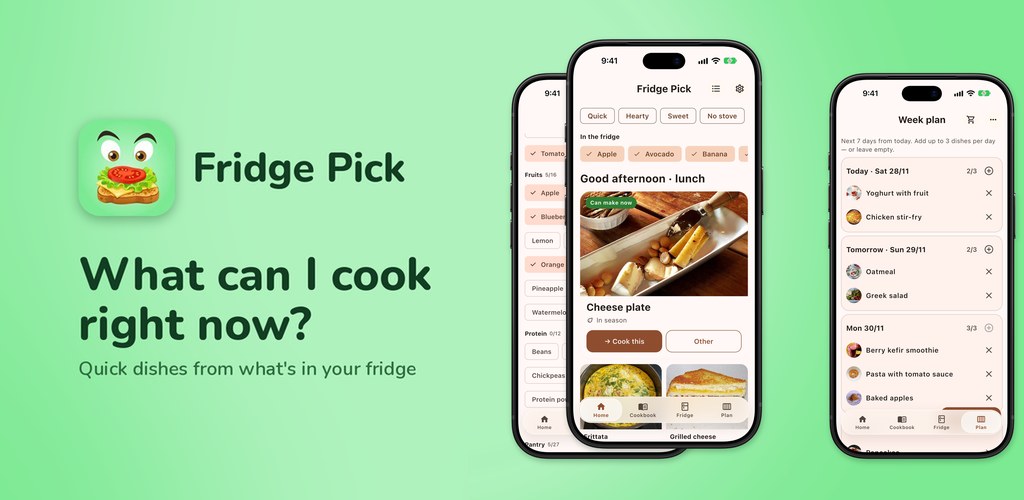 Fridge Pick
What can I cook
right now?
Quick dishes from what's in your fridge
9:41
Fruits 5/16
Apple
Lemon
Orange
Pineapple
Protein 0/12
Beans
Home
Pantry 5/27
9:41
Fridge Pick
Quick Hearty Sweet No stove
In the fridge
Apple Avocado Banana
Good afternoon · lunch
Can make now
Cheese plate
In season
→ Cook this Other
Home Cookbook Fridge Plan
Frittata Grilled cheese
9:41
Week plan
Next 7 days from today. Add up to 3 dishes per day
— or leave empty.
Today · Sat 28/11 2/3
Yoghurt with fruit
Chicken stir-fry
Tomorrow · Sun 29/11 2/3
Oatmeal
Greek salad
Mon 30/11 3/3
Berry kefir smoothie
Pasta with tomato sauce
Baked apples
Home Cookbook Fridge Plan